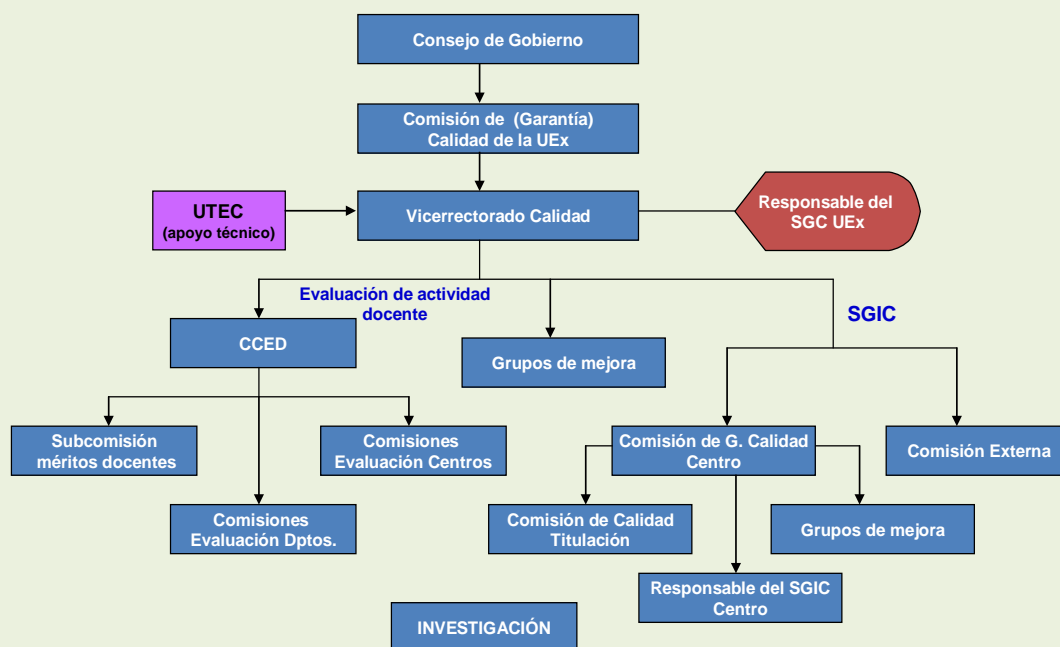 Consejo de Gobierno
Comisión de (Garantía)
Calidad de la UEx
UTEC
(apoyo técnico)
Vicerrectorado Calidad
Responsable del
SGC UEx
Evaluación de actividad
docente
SGIC
CCED
Grupos de mejora
Subcomisión
méritos docentes
Comisiones
Evaluación Centros
Comisión de G. Calidad
Centro
Comisión Externa
Comisiones
Evaluación Dptos.
Comisión de Calidad
Titulación
Grupos de mejora
Responsable del SGIC
Centro
INVESTIGACIÓN